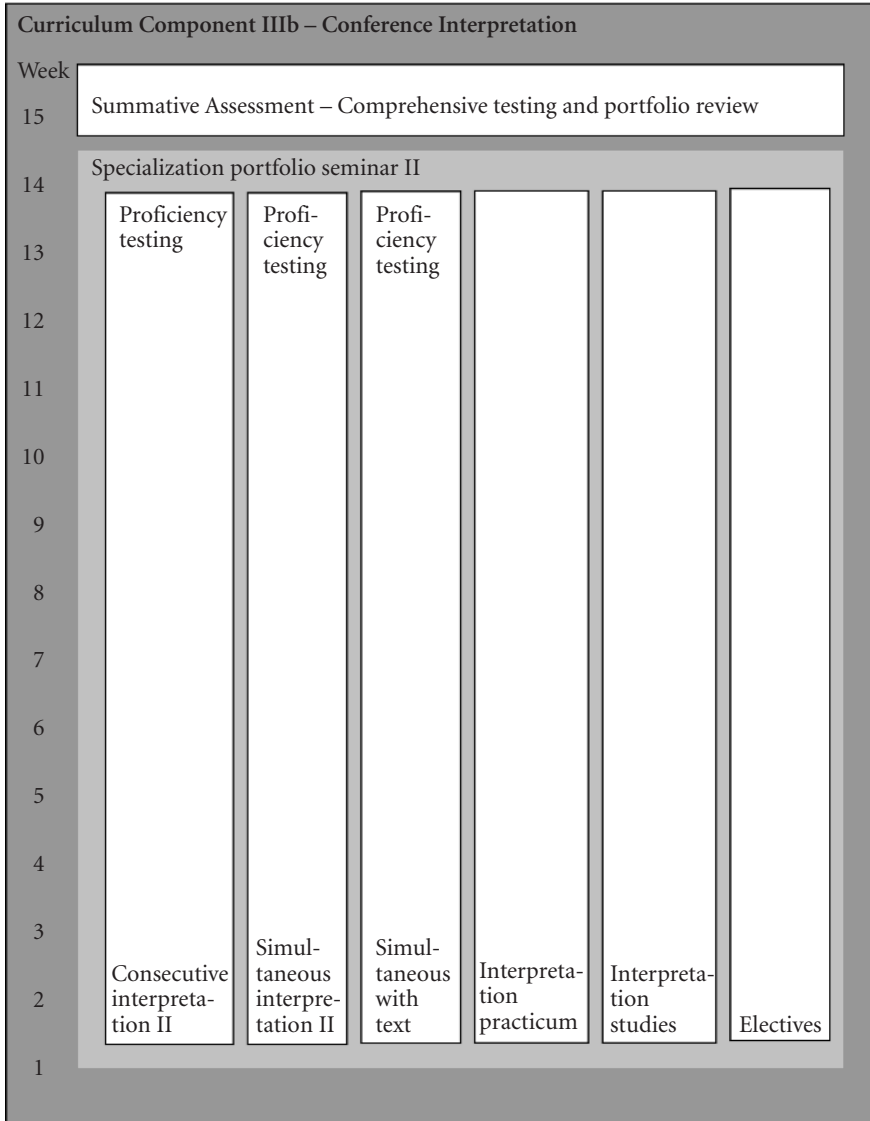 Curriculum Component IIIb – Conference Interpretation
Week
15
Summative Assessment – Comprehensive testing and portfolio review
Specialization portfolio seminar II
14
13
12
11
10
9
8
7
6
5
4
3
2
1
Proficiency
testing
Profi-
ciency
testing
Profi-
ciency
testing
Consecutive
interpreta-
tion II
Simul-
taneous
interpre-
tation II
Simul-
taneous
with
text
Interpreta-
tion
practicum
Interpreta-
tion
studies
Electives